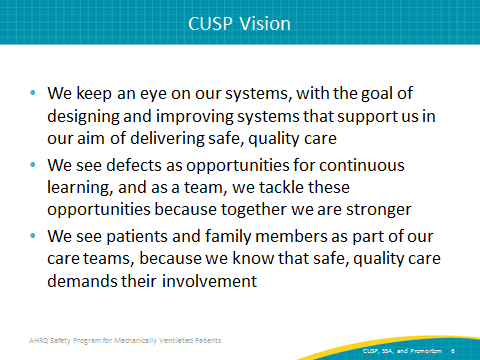 CUSP Vision
• We keep an eye on our systems, with the goal of
designing and improving systems that support us in
our aim of delivering safe, quality care
• We see defects as opportunities for continuous
learning, and as a team, we tackle these
opportunities because together we are stronger
• We see patients and family members as part of our
care teams, because we know that safe, quality care
demands their involvement
AHRQ Safety Program for Mechanically Ventilated Patients
CUSP, SSA, and Promotion 6